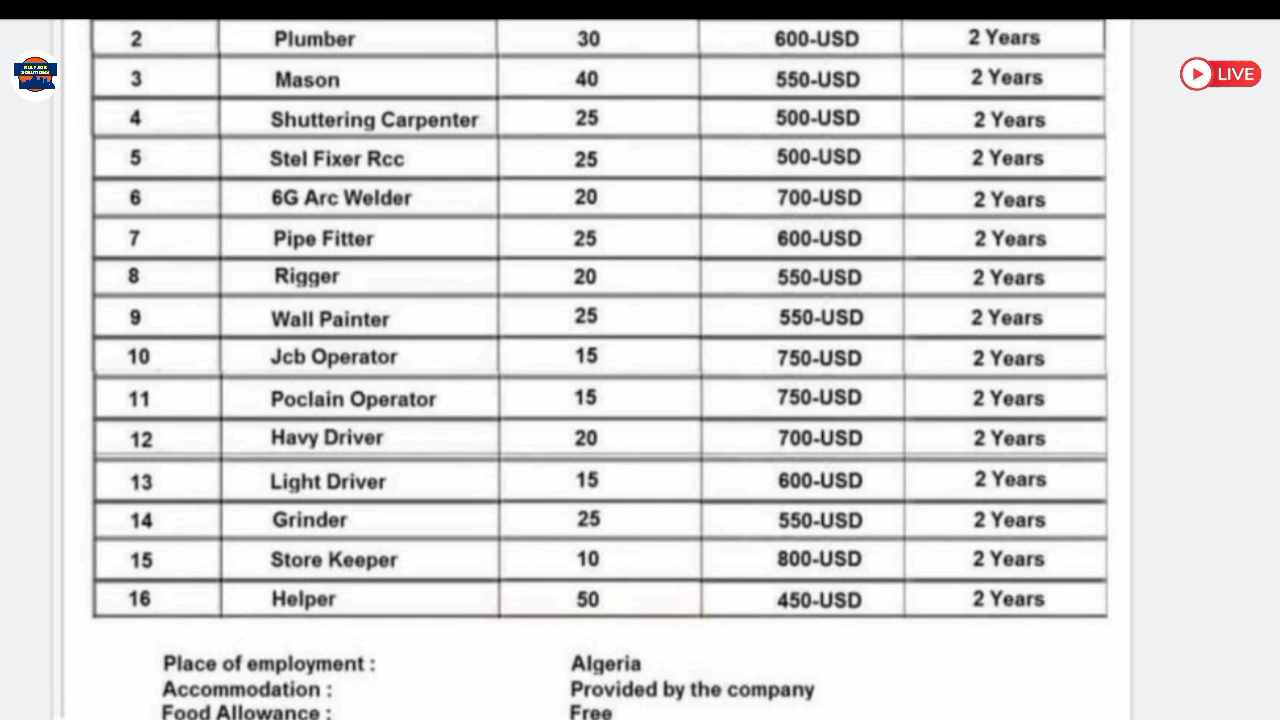 2 Plumber 30 600-USD 2 Years
3 Mason 40 550-USD 2 Years
4 Shuttering Carpenter 25 500-USD 2 Years
5 Stel Fixer Rcc 25 500-USD 2 Years
6 6G Arc Welder 20 700-USD 2 Years
7 Pipe Fitter 25 600-USD 2 Years
8 Rigger 20 550-USD 2 Years
9 Wall Painter 25 550-USD 2 Years
10 Jcb Operator 15 750-USD 2 Years
11 Poclain Operator 15 750-USD 2 Years
12 Havy Driver 20 700-USD 2 Years
13 Light Driver 15 600-USD 2 Years
14 Grinder 25 550-USD 2 Years
15 Store Keeper 10 800-USD 2 Years
16 Helper 50 450-USD 2 Years
Place of employment : Algeria
Accommodation : Provided by the company
Food Allowance : Free
LIVE